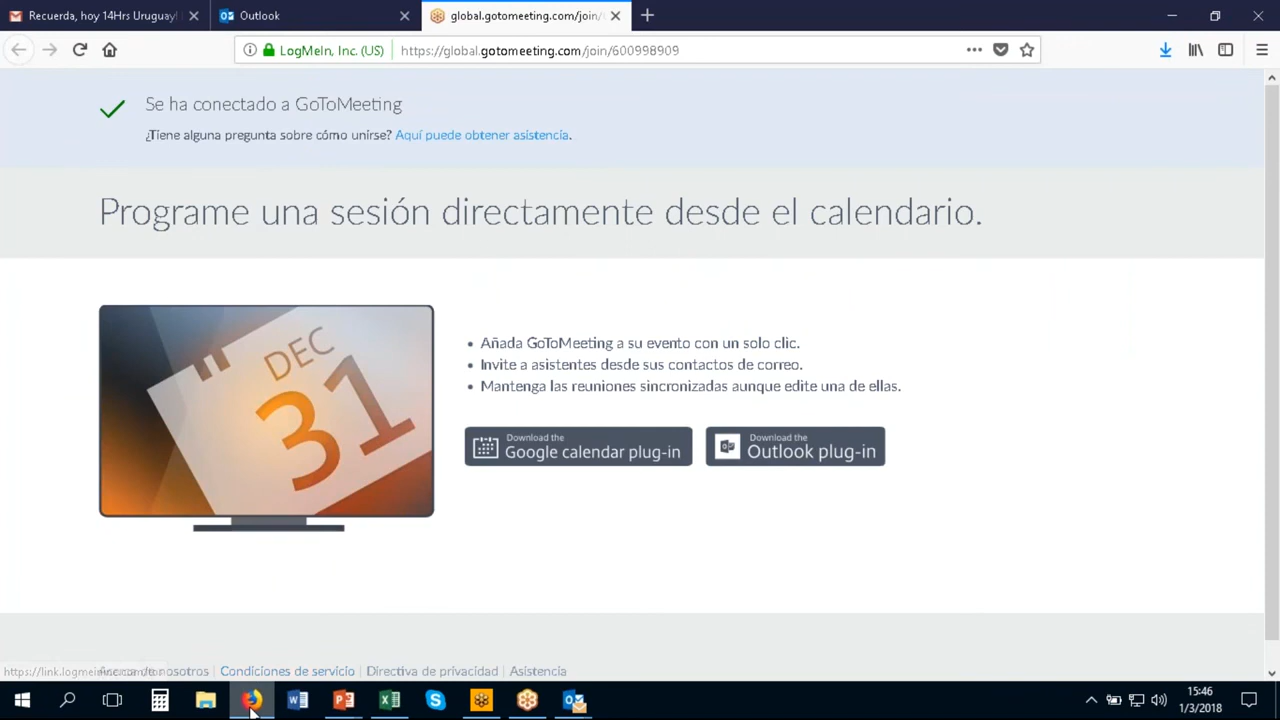 Recuerda, hoy 14Hrs Uruguay!
Outlook
global.gotomeeting.com/join/
LogMeIn, Inc. (US)
https://global.gotomeeting.com/join/600998909
Se ha conectado a GoToMeeting
¿Tiene alguna pregunta sobre cómo unirse? Aquí puede obtener asistencia.
Programe una sesión directamente desde el calendario.
DEC
31
Añada GoToMeeting a su evento con un solo clic.
Invite a asistentes desde sus contactos de correo.
Mantenga las reuniones sincronizadas aunque edite una de ellas.
Download the
Google calendar plug-in
Download the
Outlook plug-in
Condiciones de servicio | Directiva de privacidad | Asistencia
15:46
1/3/2018